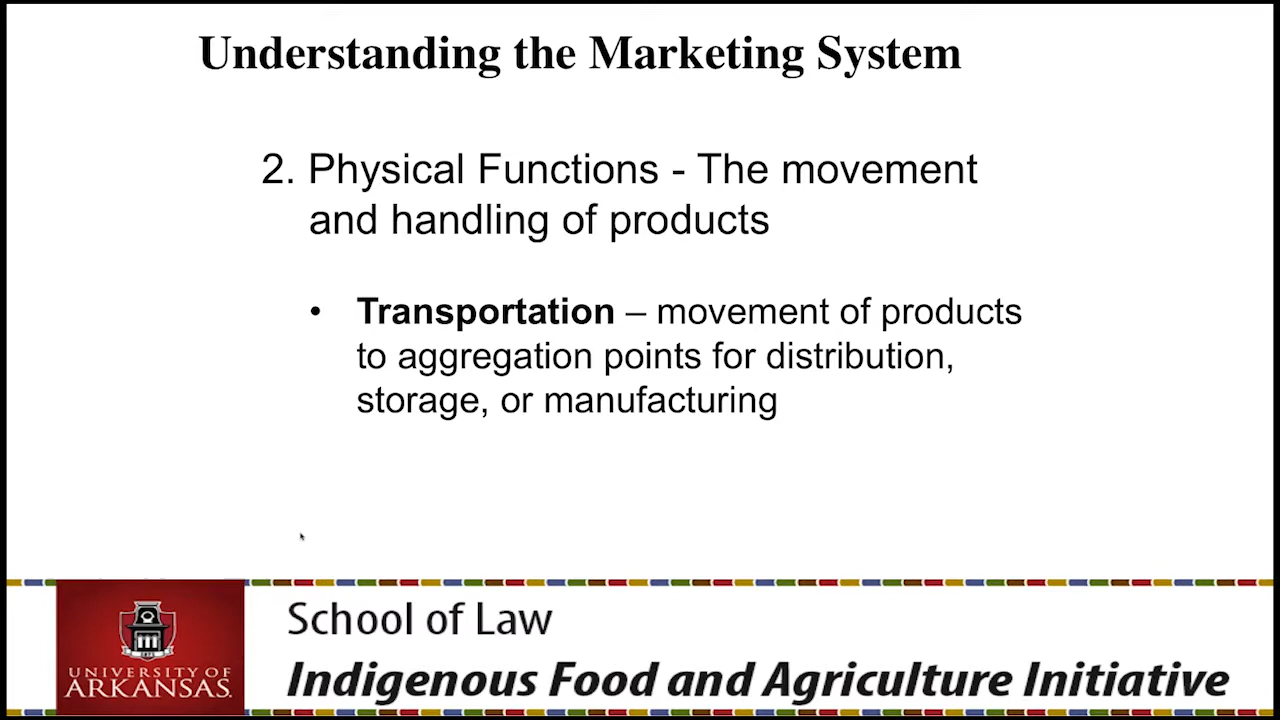 Understanding the Marketing System
2. Physical Functions - The movement
and handling of products
• Transportation – movement of products
to aggregation points for distribution,
storage, or manufacturing
School of Law
UNIVERSITY OF
ARKANSAS.
Indigenous Food and Agriculture Initiative